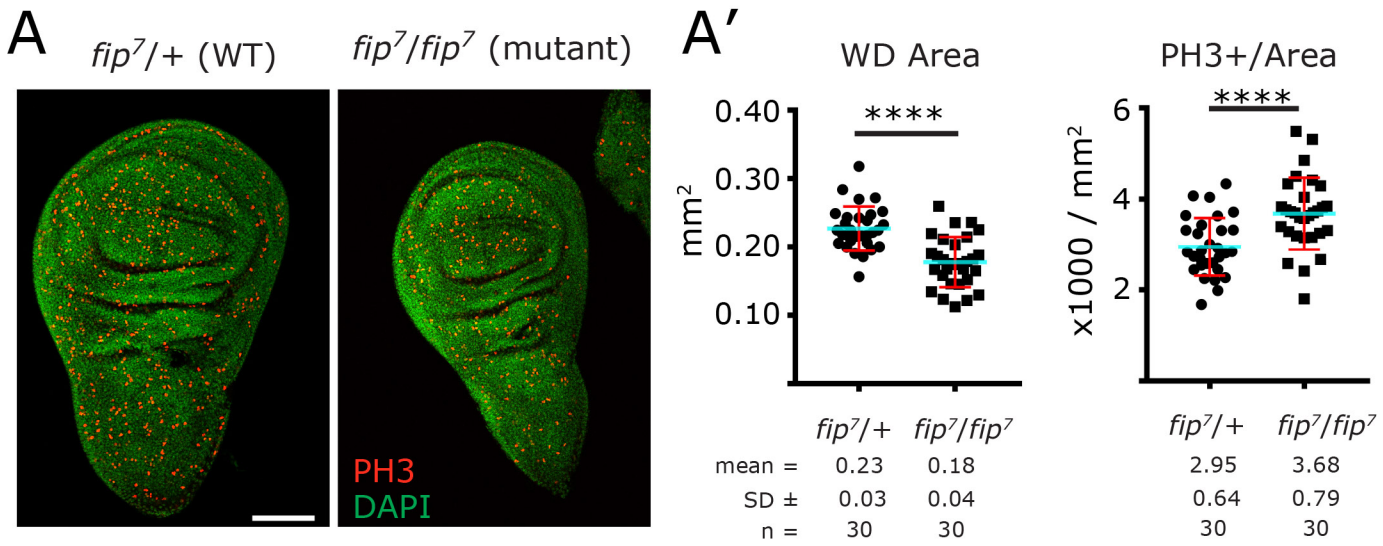 A
fip⁷/+ (WT)
fip⁷/fip⁷ (mutant)
PH3
DAPI
A′
WD Area
****
mm²
0.40
0.30
0.20
0.10
fip⁷/+ fip⁷/fip⁷
mean = 0.23 0.18
SD ± 0.03 0.04
n = 30 30
PH3+/Area
****
x1000 / mm²
6
4
2
fip⁷/+ fip⁷/fip⁷
2.95 3.68
0.64 0.79
30 30